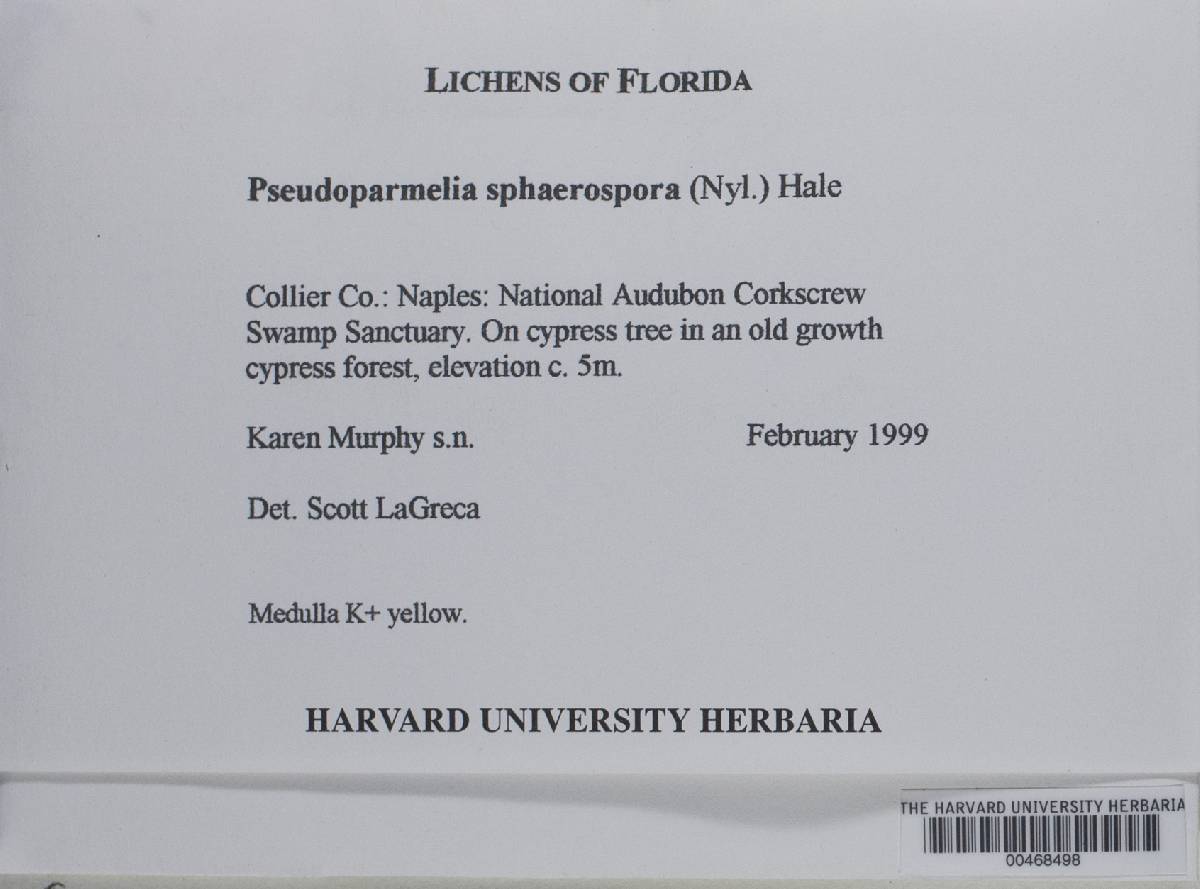 LICHENS OF FLORIDA
Pseudoparmelia sphaerospora (Nyl.) Hale
Collier Co.: Naples: National Audubon Corkscrew
Swamp Sanctuary. On cypress tree in an old growth
cypress forest, elevation c. 5m.
Karen Murphy s.n. February 1999
Det. Scott LaGreca
Medulla K+ yellow.
HARVARD UNIVERSITY HERBARIA
THE HARVARD UNIVERSITY HERBARIA
00468498